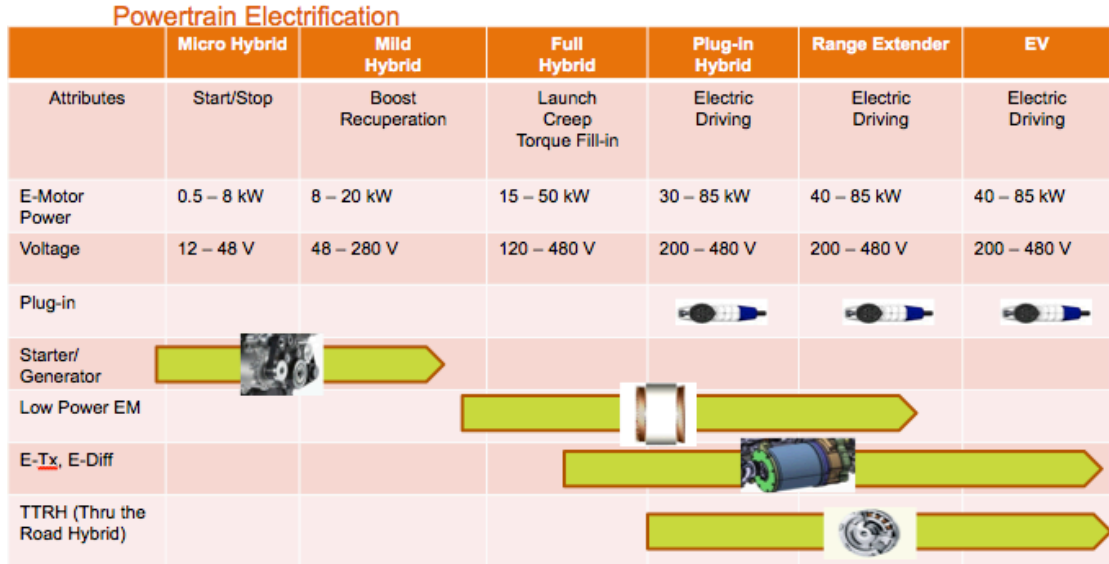 Powertrain Electrification
Micro Hybrid
Mild
Hybrid
Full
Hybrid
Plug-in
Hybrid
Range Extender
EV
Attributes
Start/Stop
Boost
Recuperation
Launch
Creep
Torque Fill-in
Electric
Driving
Electric
Driving
Electric
Driving
E-Motor
Power
0.5 – 8 kW
8 – 20 kW
15 – 50 kW
30 – 85 kW
40 – 85 kW
40 – 85 kW
Voltage
12 – 48 V
48 – 280 V
120 – 480 V
200 – 480 V
200 – 480 V
200 – 480 V
Plug-in
Starter/
Generator
Low Power EM
E-Tx, E-Diff
TTRH (Thru the
Road Hybrid)